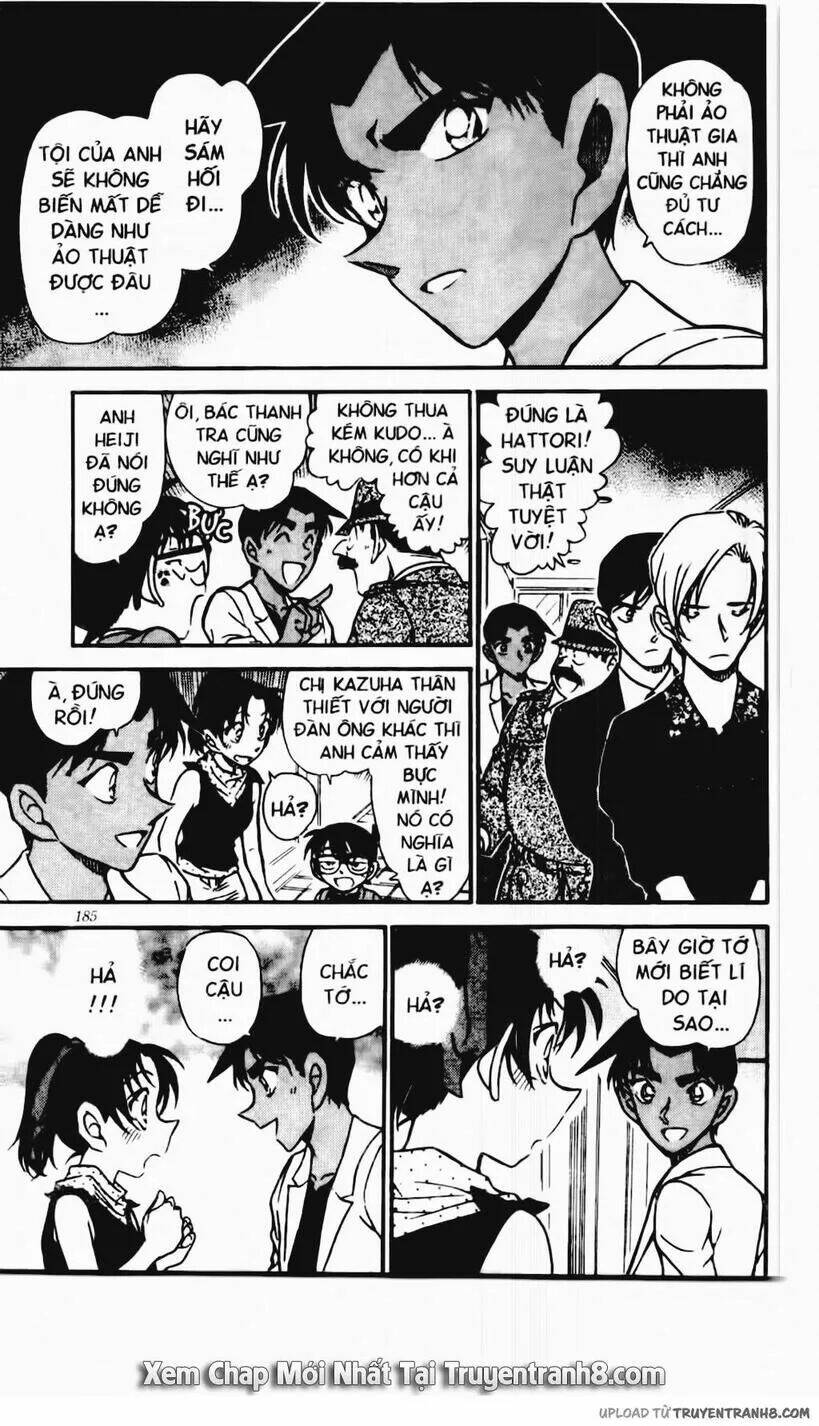 KHÔNG
PHẢI ẢO
THUẬT GIA
THÌ ANH
CŨNG CHẲNG
ĐỦ TƯ
CÁCH...
HÃY
SÁM
HỐI
ĐI...
TỘI CỦA ANH
SẼ KHÔNG
BIẾN MẤT DỄ
DÀNG NHƯ
ẢO THUẬT
ĐƯỢC ĐÂU
...
ĐÚNG LÀ
HATTORI!
SUY LUẬN
THẬT
TUYỆT
VỜI!
KHÔNG THUA
KÉM KUDO... À
KHÔNG, CÓ KHI
HƠN CẢ
CẬU
ẤY!
ÔI, BÁC THANH
TRA CŨNG
NGHĨ NHƯ
THẾ Ạ?
BỰC
ANH
HEIJI
ĐÃ NÓI
ĐÚNG
KHÔNG
Ạ?
CHỊ KAZUHA THÂN
THIẾT VỚI NGƯỜI
ĐÀN ÔNG KHÁC THÌ
ANH CẢM THẤY
BỰC
MÌNH!
NÓ CÓ
NGHĨA
LÀ GÌ
Ạ?
HẢ?
À, ĐÚNG
RỒI!
185
BÂY GIỜ TỚ
MỚI BIẾT LÍ
DO TẠI
SAO...
HẢ?
HẢ?
CHẮC
TỚ...
COI
CẬU
...
HẢ
!!!
Xem Chap Mới Nhất Tại Truyentranh8.com
UPLOAD TỪ TRUYENTRANH8.COM